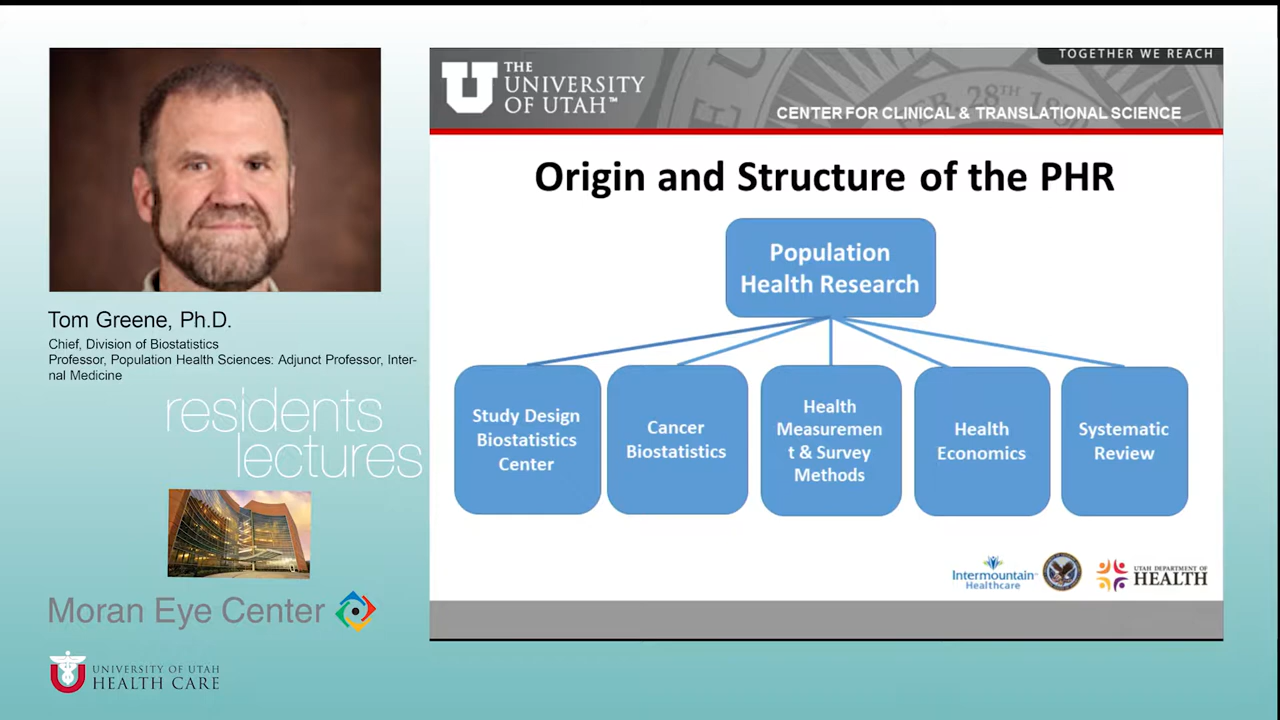 Tom Greene, Ph.D.
Chief, Division of Biostatistics
Professor, Population Health Sciences: Adjunct Professor, Inter-
nal Medicine
residents
lectures
Moran Eye Center
UNIVERSITY OF UTAH
HEALTH CARE
TOGETHER WE REACH
THE
UNIVERSITY
OF UTAH™
CENTER FOR CLINICAL & TRANSLATIONAL SCIENCE
Origin and Structure of the PHR
Population
Health Research
Study Design
Biostatistics
Center
Cancer
Biostatistics
Health
Measuremen
t & Survey
Methods
Health
Economics
Systematic
Review
Intermountain
Healthcare
UTAH DEPARTMENT OF
HEALTH